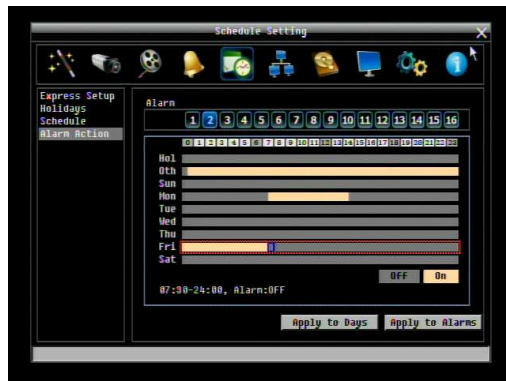 Schedule Setting
X
Express Setup
Holidays
Schedule
Alarm Action
Alarm
1 2 3 4 5 6 7 8 9 10 11 12 13 14 15 16
0 1 2 3 4 5 6 7 8 9 10 11 12 13 14 15 16 17 18 19 20 21 22 23
Hol
Oth
Sun
Mon
Tue
Wed
Thu
Fri
Sat
Off On
07:30-24:00, Alarm:OFF
Apply to Days Apply to Alarms